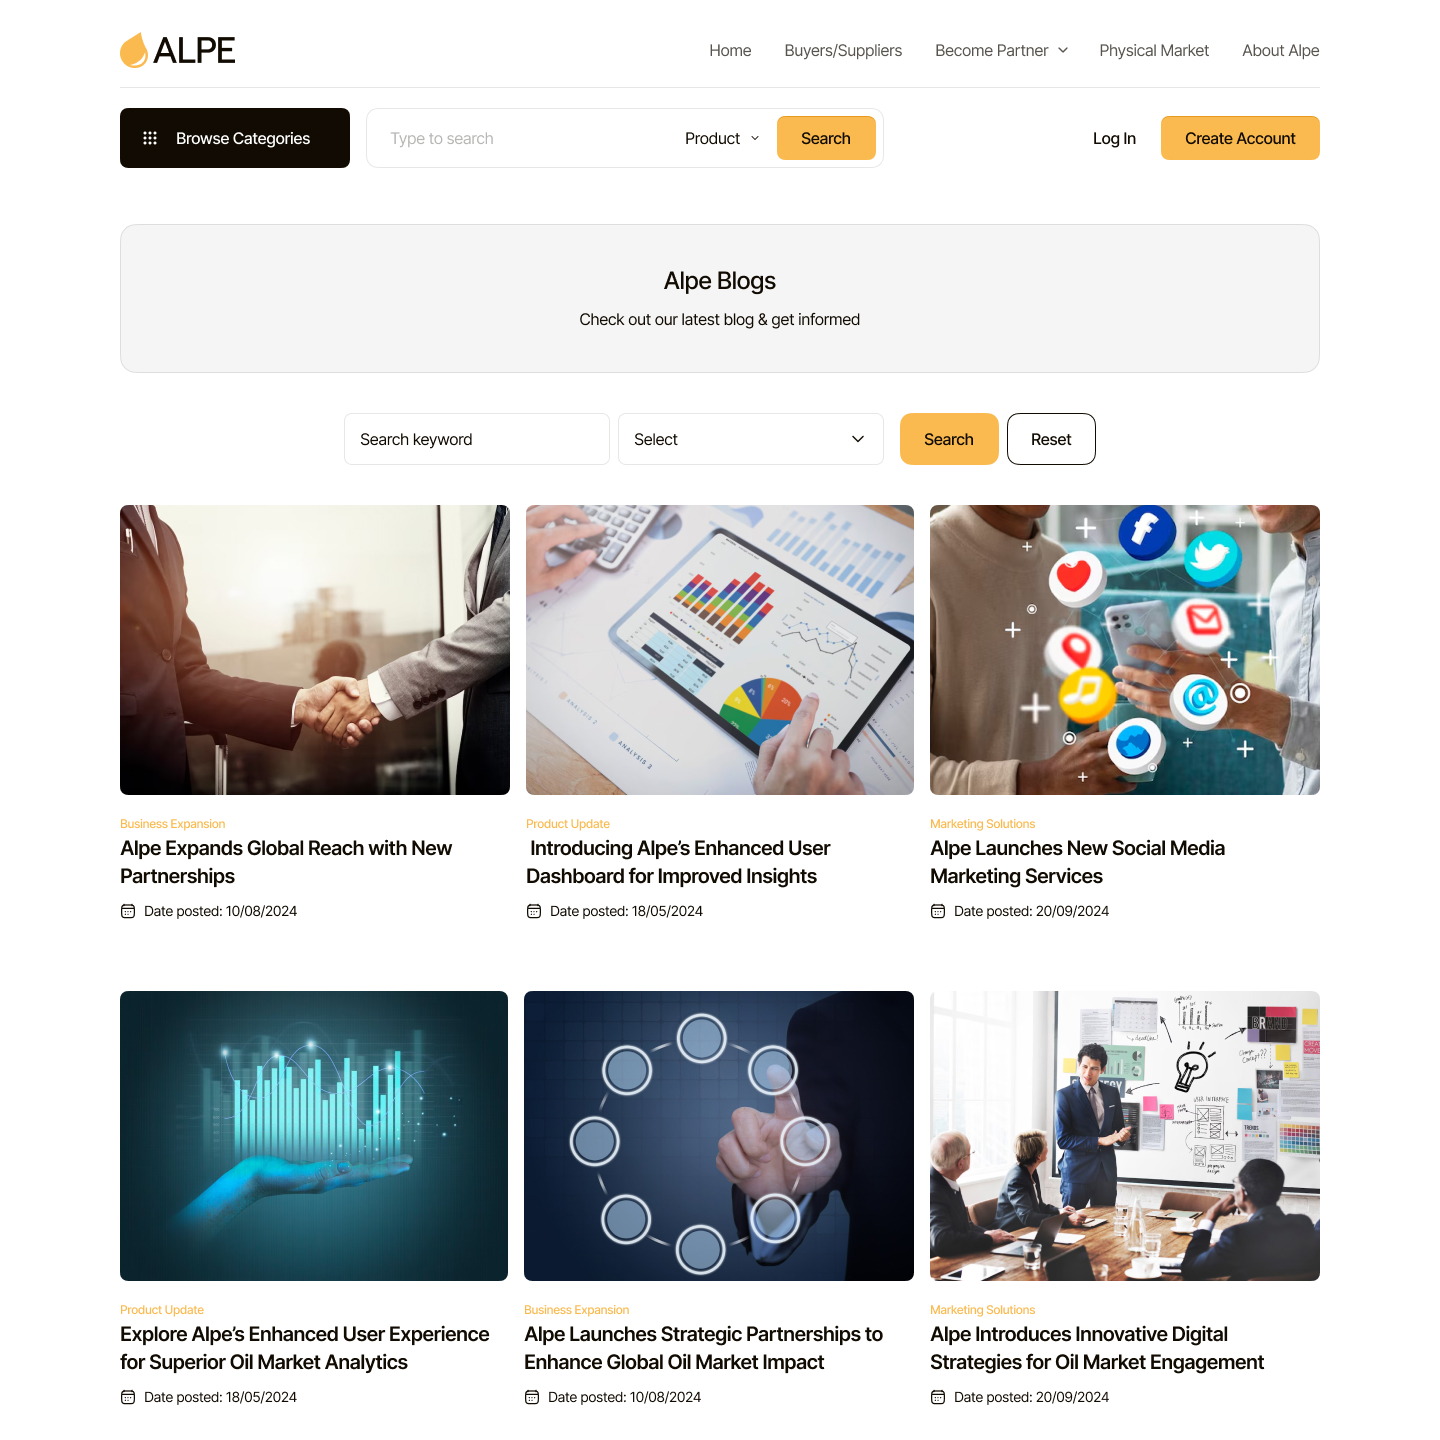 ALPE
Home Buyers/Suppliers Become Partner Physical Market About Alpe
Browse Categories Type to search Product Search Log In Create Account
Alpe Blogs
Check out our latest blog & get informed
Search keyword Select Search Reset
ANALYSIS 2
ANALYSIS 2
Business Expansion
Alpe Expands Global Reach with New
Partnerships
Date posted: 10/08/2024
Product Update
Introducing Alpe’s Enhanced User
Dashboard for Improved Insights
Date posted: 18/05/2024
Marketing Solutions
Alpe Launches New Social Media
Marketing Services
Date posted: 20/09/2024
BRAND
TRENDS
Product Update
Explore Alpe’s Enhanced User Experience
for Superior Oil Market Analytics
Date posted: 18/05/2024
Business Expansion
Alpe Launches Strategic Partnerships to
Enhance Global Oil Market Impact
Date posted: 10/08/2024
Marketing Solutions
Alpe Introduces Innovative Digital
Strategies for Oil Market Engagement
Date posted: 20/09/2024